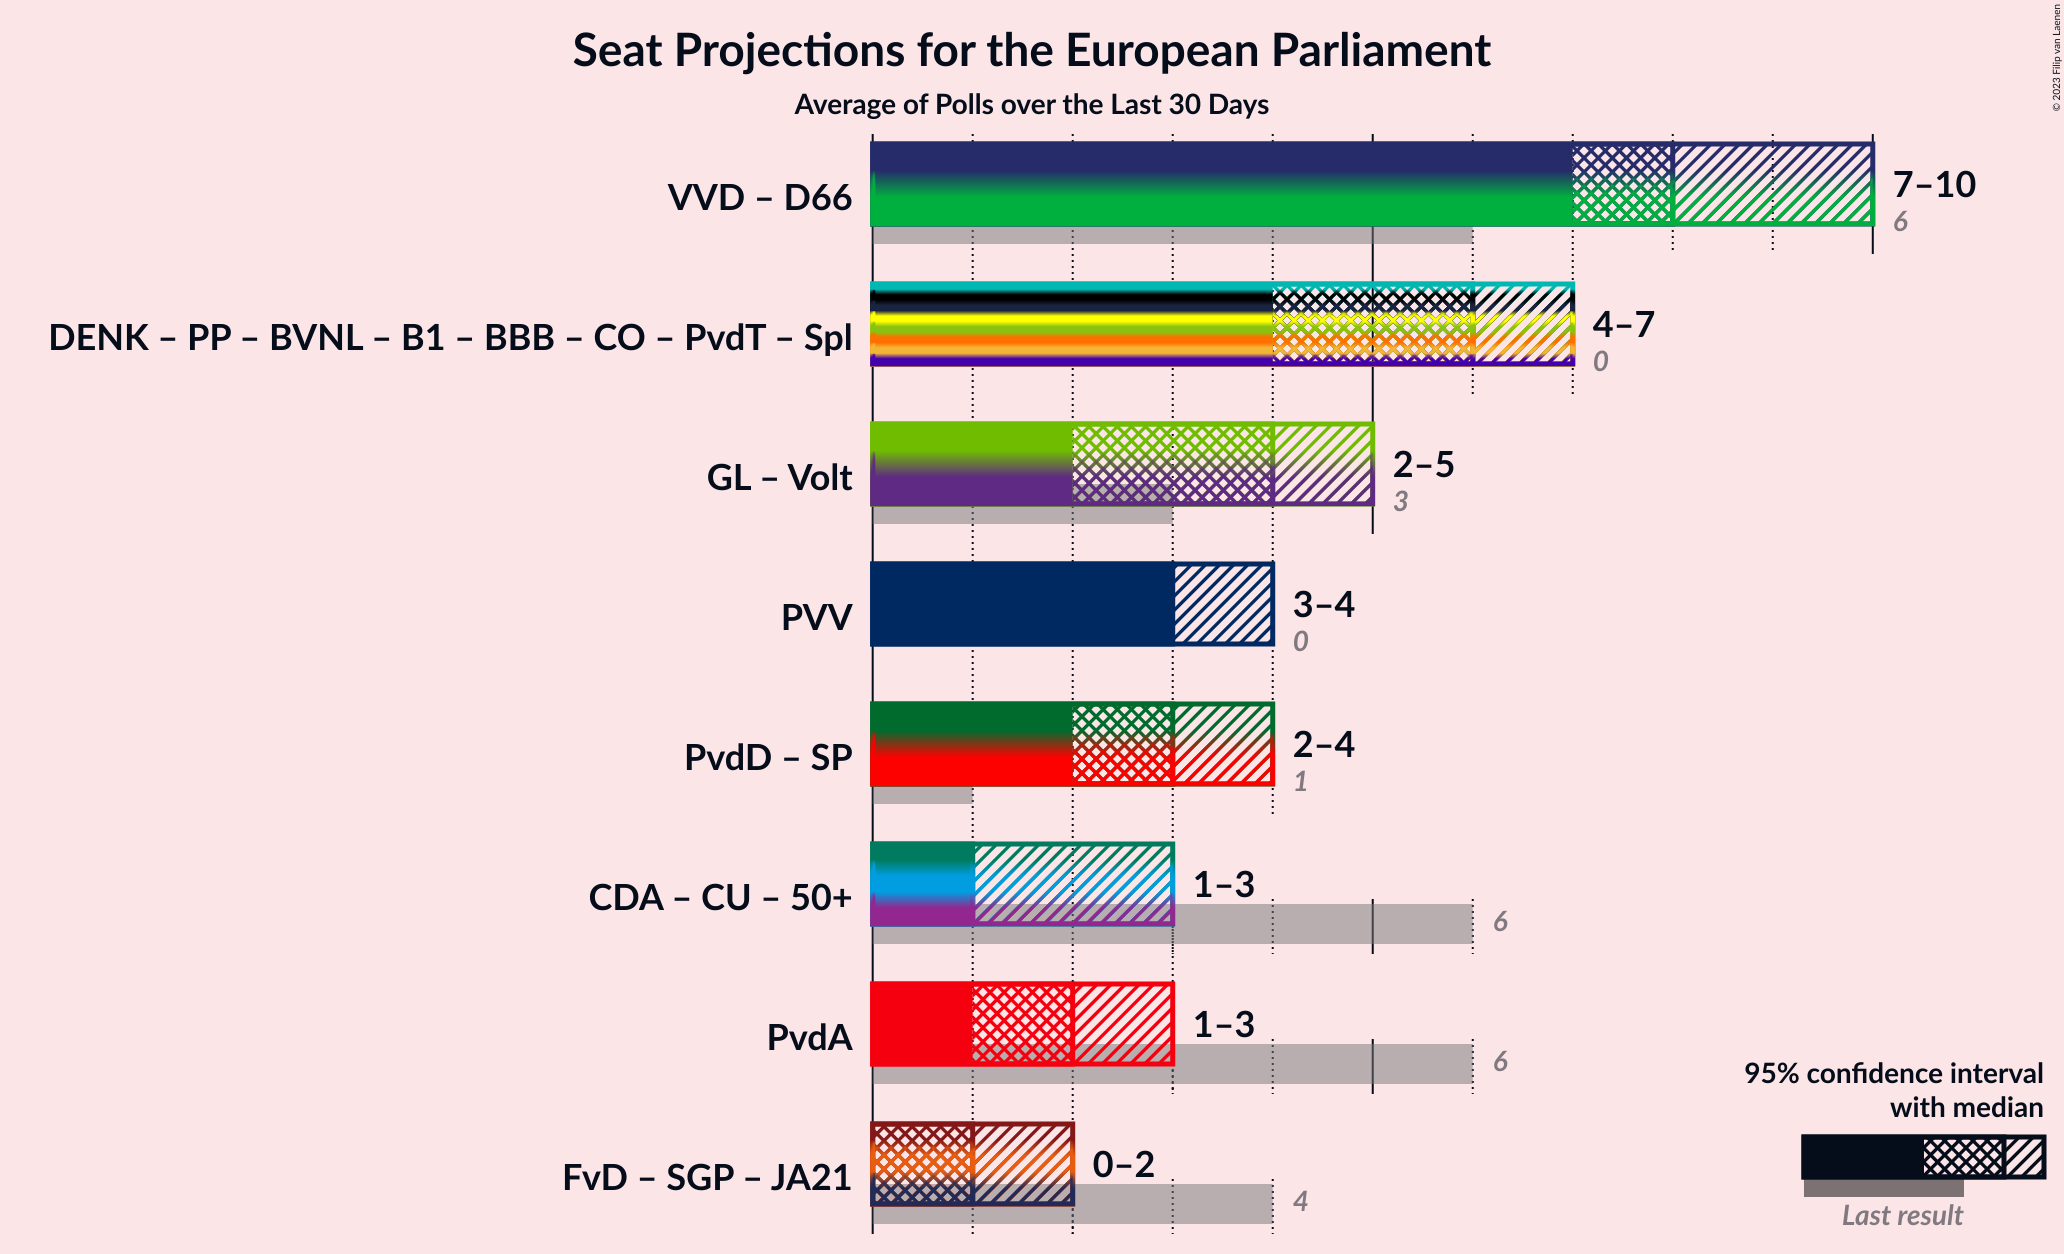 Seat Projections for the European Parliament
Average of Polls over the Last 30 Days
© 2023 Filip van Laenen
VVD – D66
7–10
6
DENK – PP – BVNL – B1 – BBB – CO – PvdT – Spl
4–7
0
GL – Volt
2–5
3
PVV
3–4
0
PvdD – SP
2–4
1
CDA – CU – 50+
1–3
6
PvdA
1–3
6
FvD – SGP – JA21
0–2
4
95% confidence interval
with median
Last result